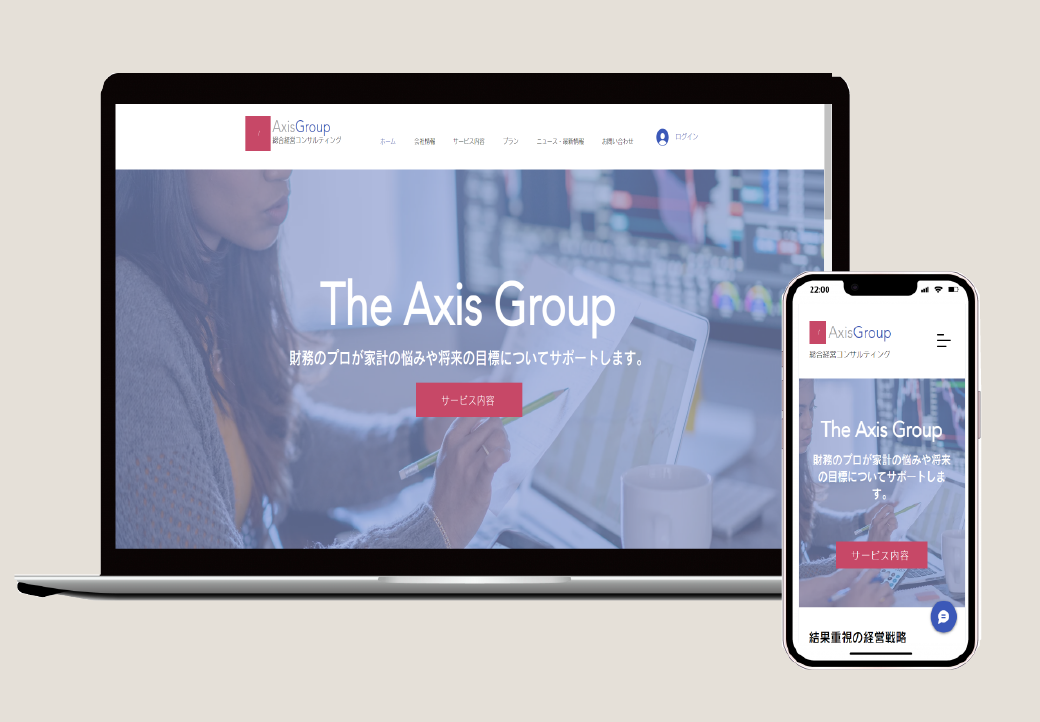 AxisGroup
総合経営コンサルティング
ホーム 会社情報 サービス内容 プラン ニュース・最新情報 お問い合わせ ログイン
The Axis Group
財務のプロが家計の悩みや将来の目標についてサポートします。
サービス内容
22:00
AxisGroup
総合経営コンサルティング
The Axis Group
財務のプロが家計の悩みや将来
の目標についてサポートしま
す。
サービス内容
結果重視の経営戦略